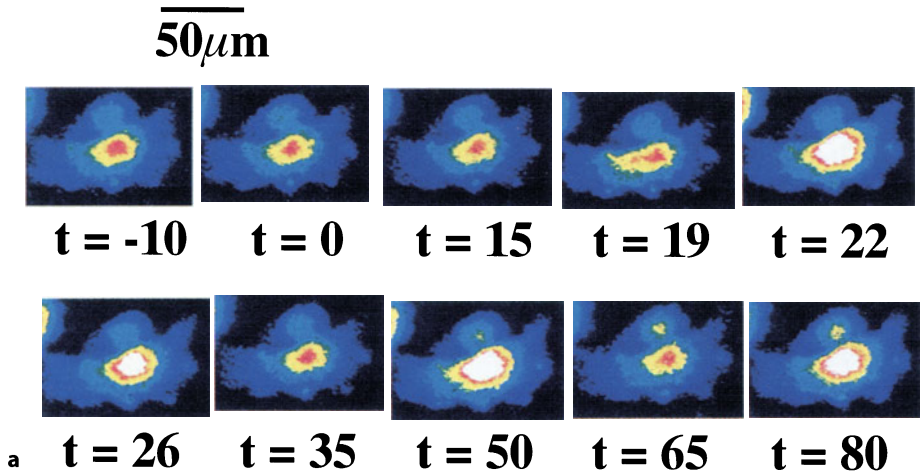 50μm
t = -10 t = 0 t = 15 t = 19 t = 22
a t = 26 t = 35 t = 50 t = 65 t = 80